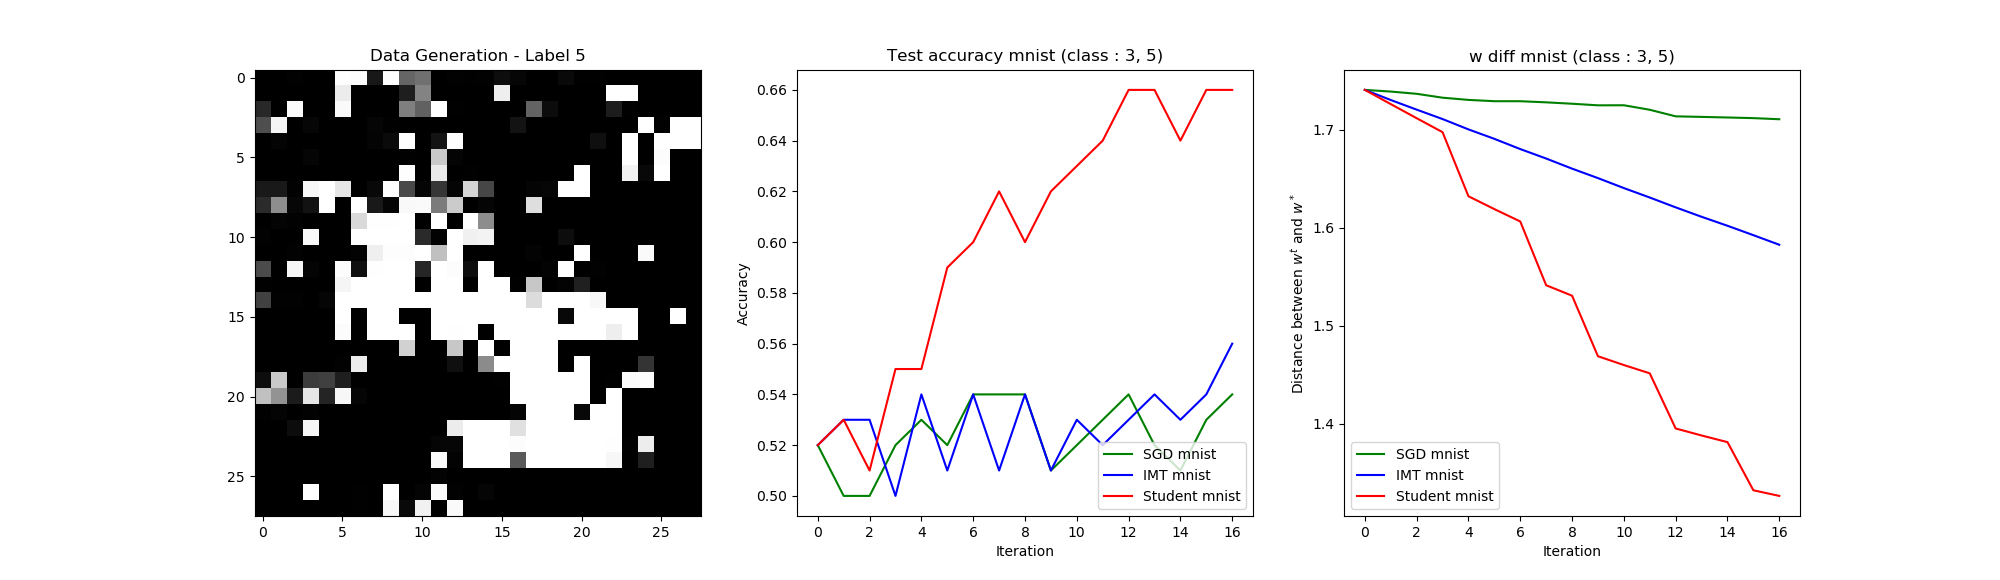 Data Generation - Label 5
0
5
10
15
20
25
0 5 10 15 20 25
Test accuracy mnist (class : 3, 5)
Accuracy
0.66
0.64
0.62
0.60
0.58
0.56
0.54
0.52
0.50
SGD mnist
IMT mnist
Student mnist
0 2 4 6 8 10 12 14 16
Iteration
w diff mnist (class : 3, 5)
Distance between w^t and w^*
1.7
1.6
1.5
1.4
SGD mnist
IMT mnist
Student mnist
0 2 4 6 8 10 12 14 16
Iteration